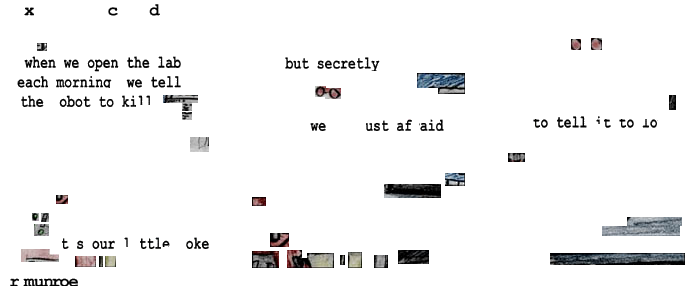 x c d
when we open the lab
each morning we tell
the obot to kill
t s our l ttle oke
but secretly
we ust af aid
to tell it to lo
r munroe